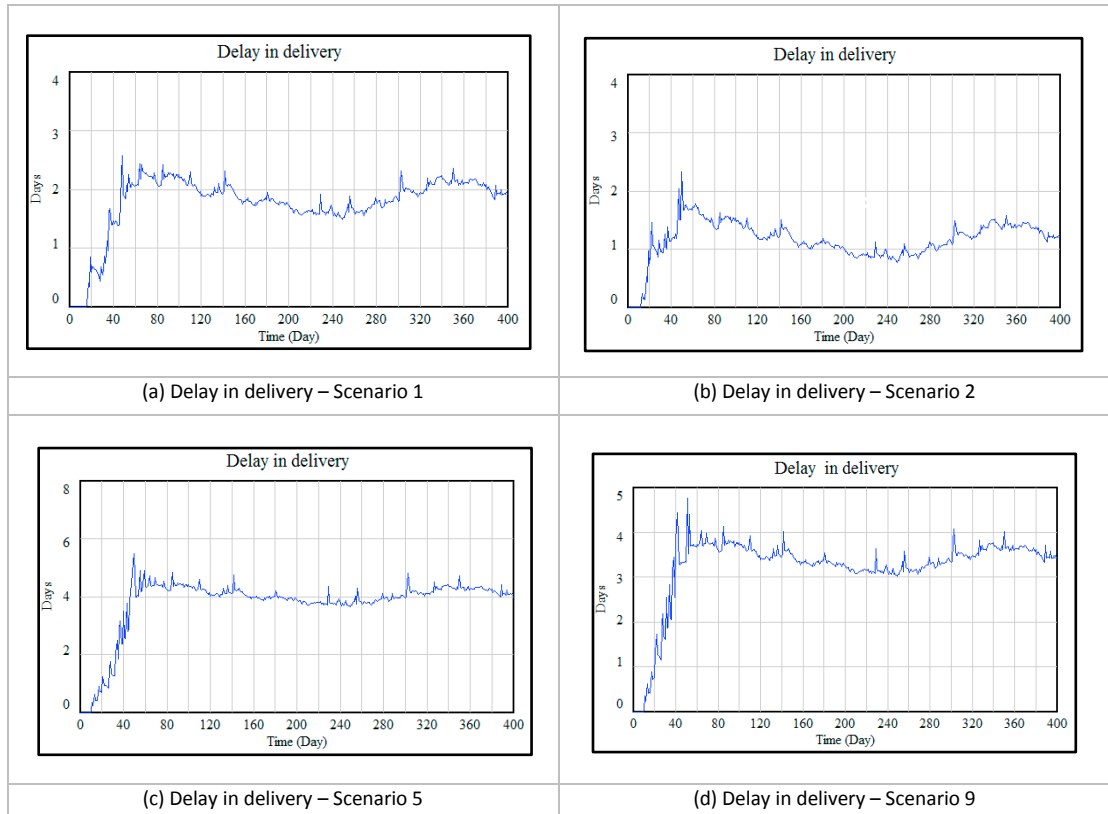 Delay in delivery
4
3
2
1
0
Days
0 40 80 120 160 200 240 280 320 360 400
Time (Day)
(a) Delay in delivery – Scenario 1
Delay in delivery
4
3
2
1
0
Days
0 40 80 120 160 200 240 280 320 360 400
Time (Day)
(b) Delay in delivery – Scenario 2
Delay in delivery
8
6
4
2
0
Days
0 40 80 120 160 200 240 280 320 360 400
Time (Day)
(c) Delay in delivery – Scenario 5
Delay in delivery
5
4
3
2
1
0
Days
0 40 80 120 160 200 240 280 320 360 400
Time (Day)
(d) Delay in delivery – Scenario 9